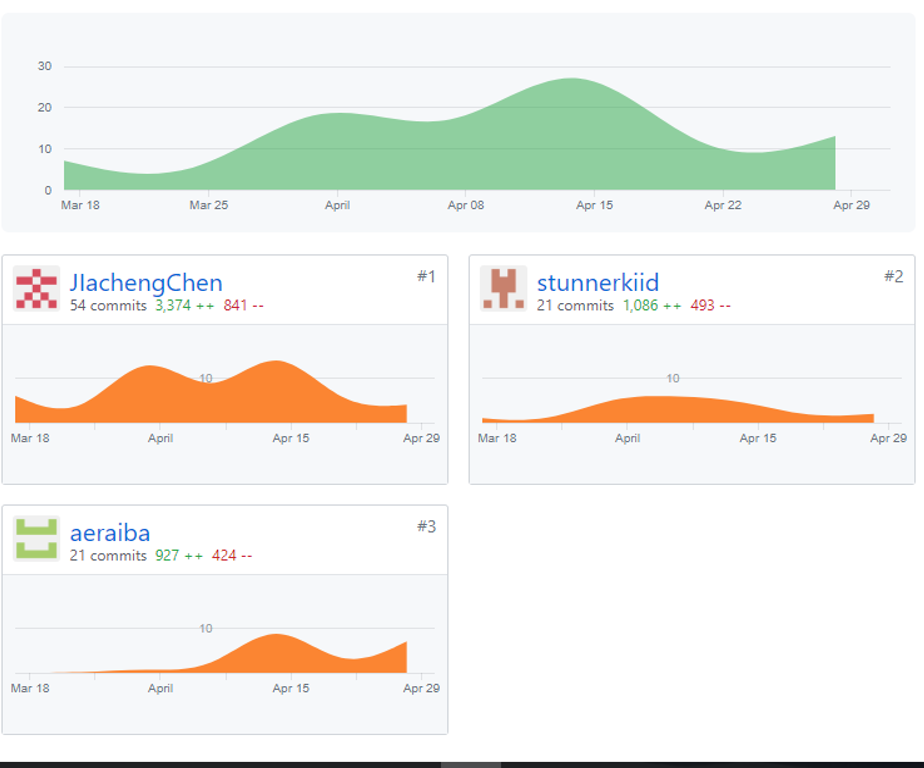 30
20
10
0
Mar 18 Mar 25 April Apr 08 Apr 15 Apr 22 Apr 29
JIachengChen #1
54 commits 3,374 ++ 841 --
10
Mar 18 April Apr 15 Apr 29
stunnerkiid #2
21 commits 1,086 ++ 493 --
10
Mar 18 April Apr 15 Apr 29
aeraiba #3
21 commits 927 ++ 424 --
10
Mar 18 April Apr 15 Apr 29